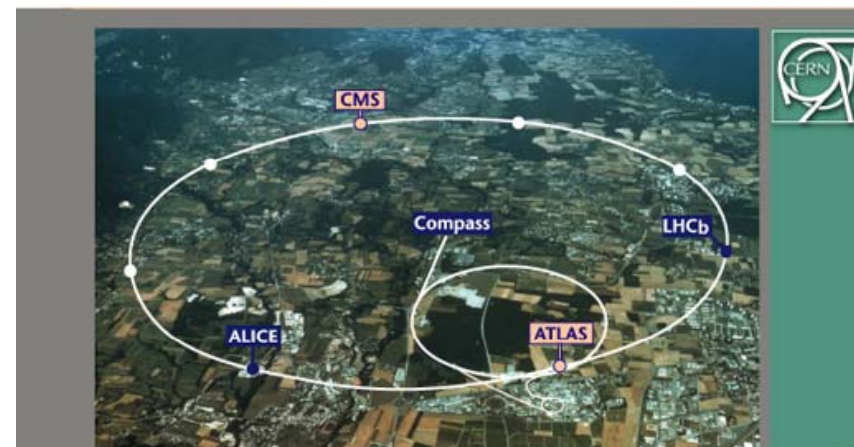 CMS
CERN
Compass
LHCb
ALICE
ATLAS